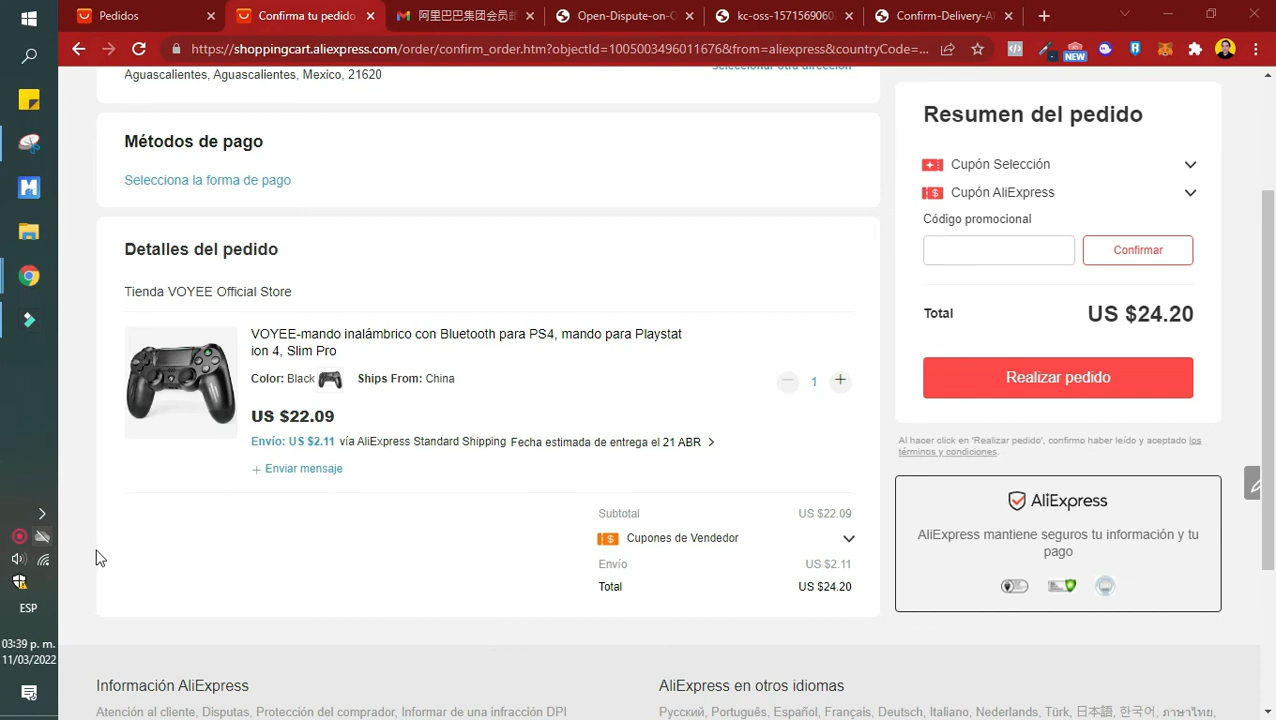 Pedidos
Confirma tu pedido
阿里巴巴集团会员
Open-Dispute-on-
kc-oss-157156906
Confirm-Delivery-Al
https://shoppingcart.aliexpress.com/order/confirm_order.htm?objectId=1005003496011676&from=aliexpress&countryCode=...
NEW
Aguascalientes, Aguascalientes, Mexico, 21620
seleccionar otra dirección
Métodos de pago
Selecciona la forma de pago
Detalles del pedido
Tienda VOYEE Official Store
VOYEE-mando inalámbrico con Bluetooth para PS4, mando para Playstat
ion 4, Slim Pro
Color: Black
Ships From: China
1
US $22.09
Envío: US $2.11 vía AliExpress Standard Shipping Fecha estimada de entrega el 21 ABR
+ Enviar mensaje
Subtotal US $22.09
Cupones de Vendedor
Envío US $2.11
Total US $24.20
Resumen del pedido
Cupón Selección
Cupón AliExpress
Código promocional
Confirmar
Total US $24.20
Realizar pedido
Al hacer click en 'Realizar pedido', confirmo haber leído y aceptado los
términos y condiciones.
AliExpress
AliExpress mantiene seguros tu información y tu
pago
Información AliExpress
Atención al cliente, Disputas, Protección del comprador, Informar de una infracción DPI
AliExpress en otros idiomas
Русский, Português, Español, Français, Deutsch, Italiano, Nederlands, Türk, 日本語, 한국어, ภาษาไทย,
ESP
03:39 p. m.
11/03/2022